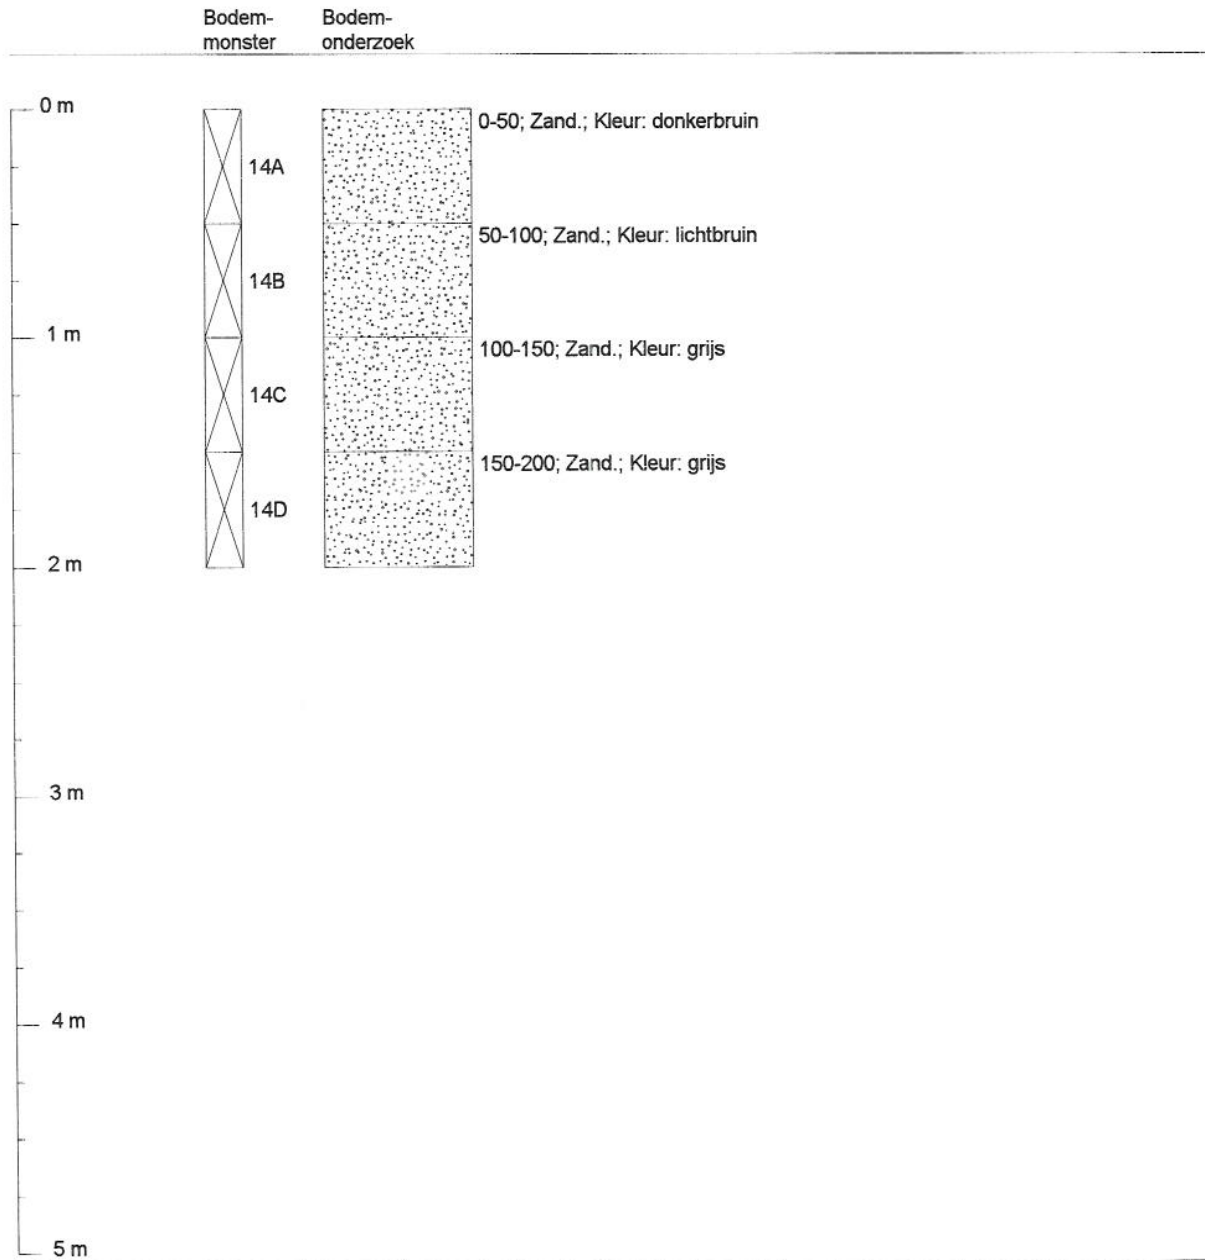 Bodem-
monster
Bodem-
onderzoek
0 m
0-50; Zand.; Kleur: donkerbruin
14A
50-100; Zand.; Kleur: lichtbruin
14B
1 m
100-150; Zand.; Kleur: grijs
14C
150-200; Zand.; Kleur: grijs
14D
2 m
3 m
4 m
5 m